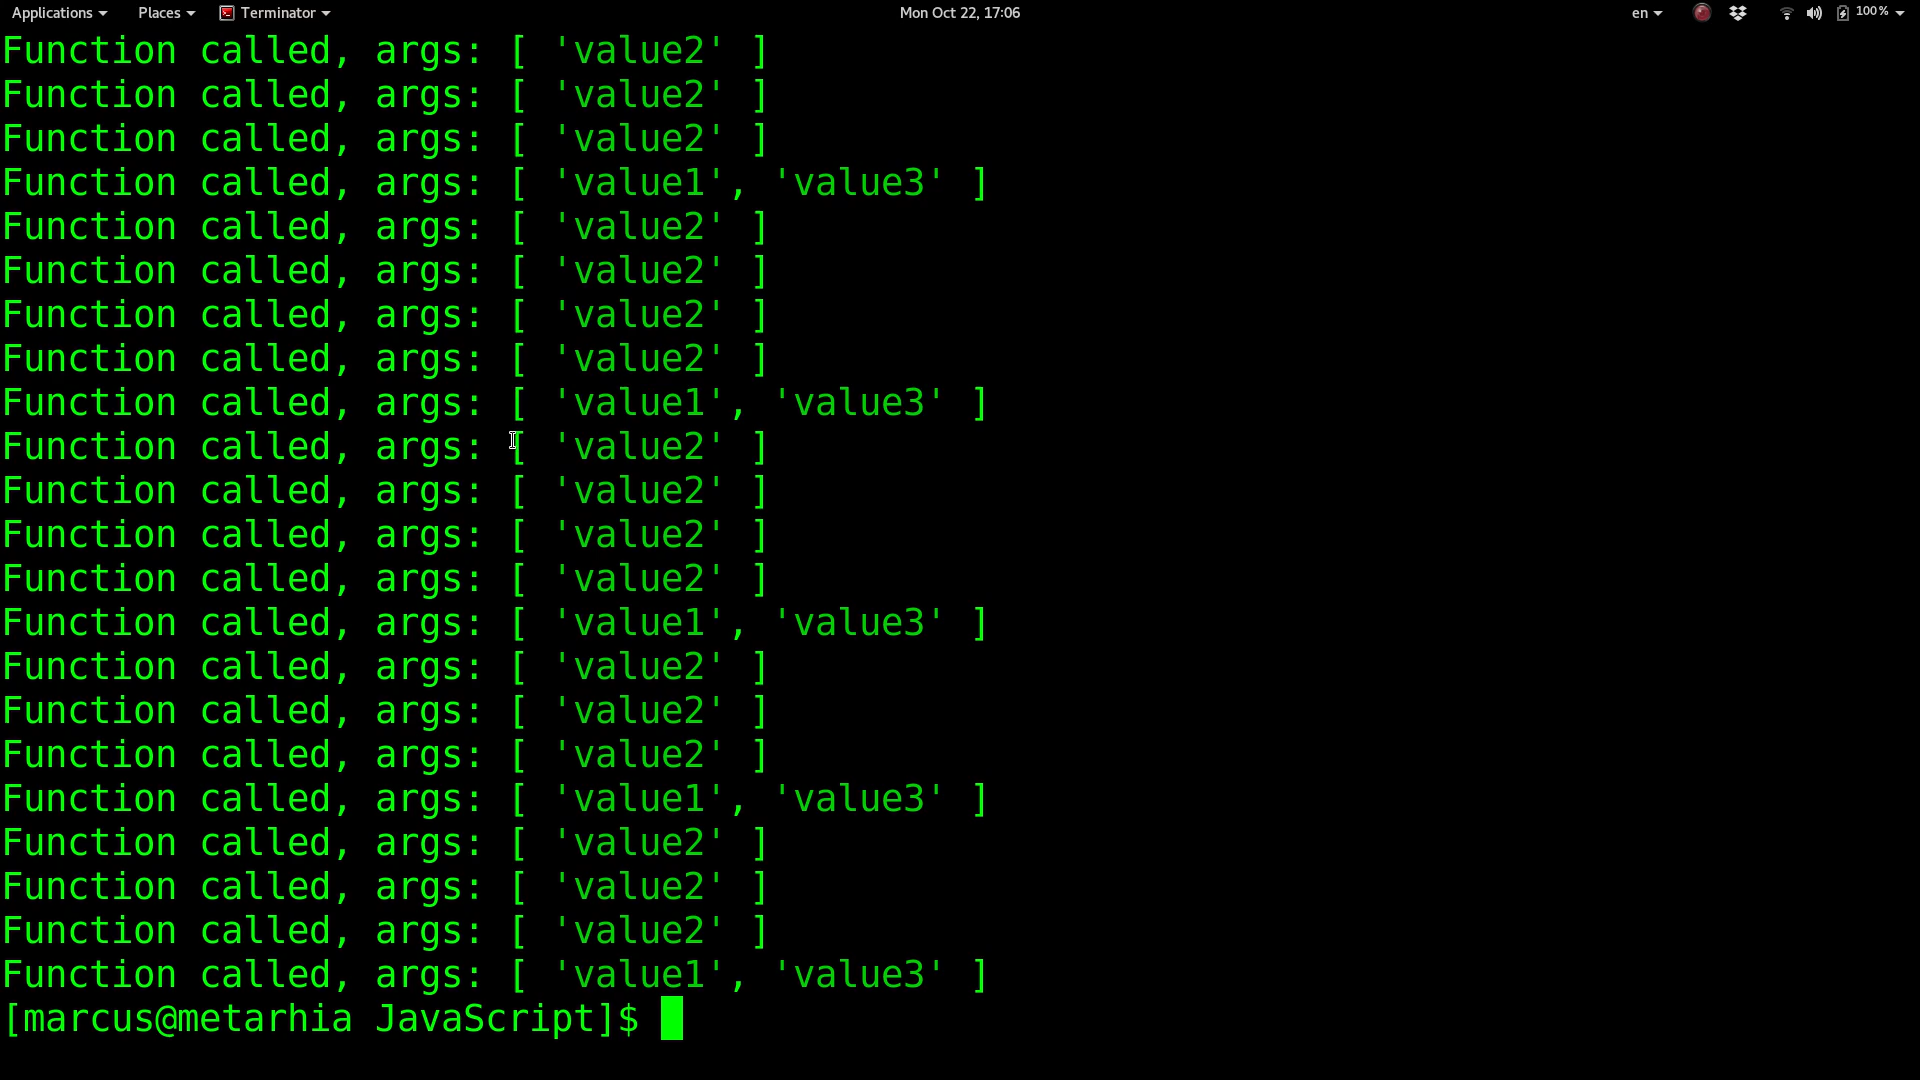 Applications Places Terminator Mon Oct 22, 17:06 en 100%
Function called, args: [ 'value2' ]
Function called, args: [ 'value2' ]
Function called, args: [ 'value2' ]
Function called, args: [ 'value1', 'value3' ]
Function called, args: [ 'value2' ]
Function called, args: [ 'value2' ]
Function called, args: [ 'value2' ]
Function called, args: [ 'value2' ]
Function called, args: [ 'value1', 'value3' ]
Function called, args: [ 'value2' ]
Function called, args: [ 'value2' ]
Function called, args: [ 'value2' ]
Function called, args: [ 'value2' ]
Function called, args: [ 'value1', 'value3' ]
Function called, args: [ 'value2' ]
Function called, args: [ 'value2' ]
Function called, args: [ 'value2' ]
Function called, args: [ 'value1', 'value3' ]
Function called, args: [ 'value2' ]
Function called, args: [ 'value2' ]
Function called, args: [ 'value2' ]
Function called, args: [ 'value1', 'value3' ]
[marcus@metarhia JavaScript]$